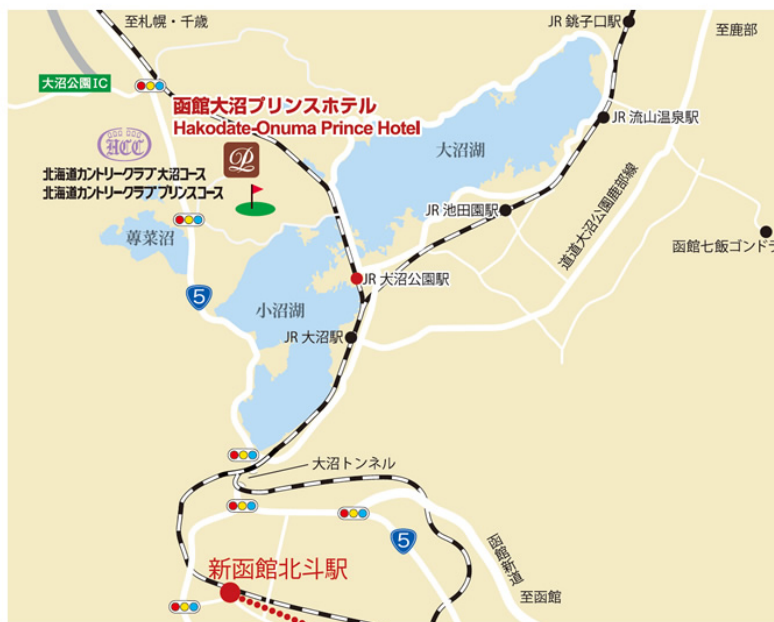 至札幌・千歳
JR 銚子口駅
至鹿部
大沼公園IC
函館大沼プリンスホテル
Hakodate-Onuma Prince Hotel
JR 流山温泉駅
HCC
大沼湖
北海道カントリークラブ大沼コース
北海道カントリークラブプリンスコース
JR 池田園駅
道道大沼公園鹿部線
蓴菜沼
函館七飯ゴンドラ
JR 大沼公園駅
5
小沼湖
JR 大沼駅
大沼トンネル
5
函館新道
新函館北斗駅
至函館